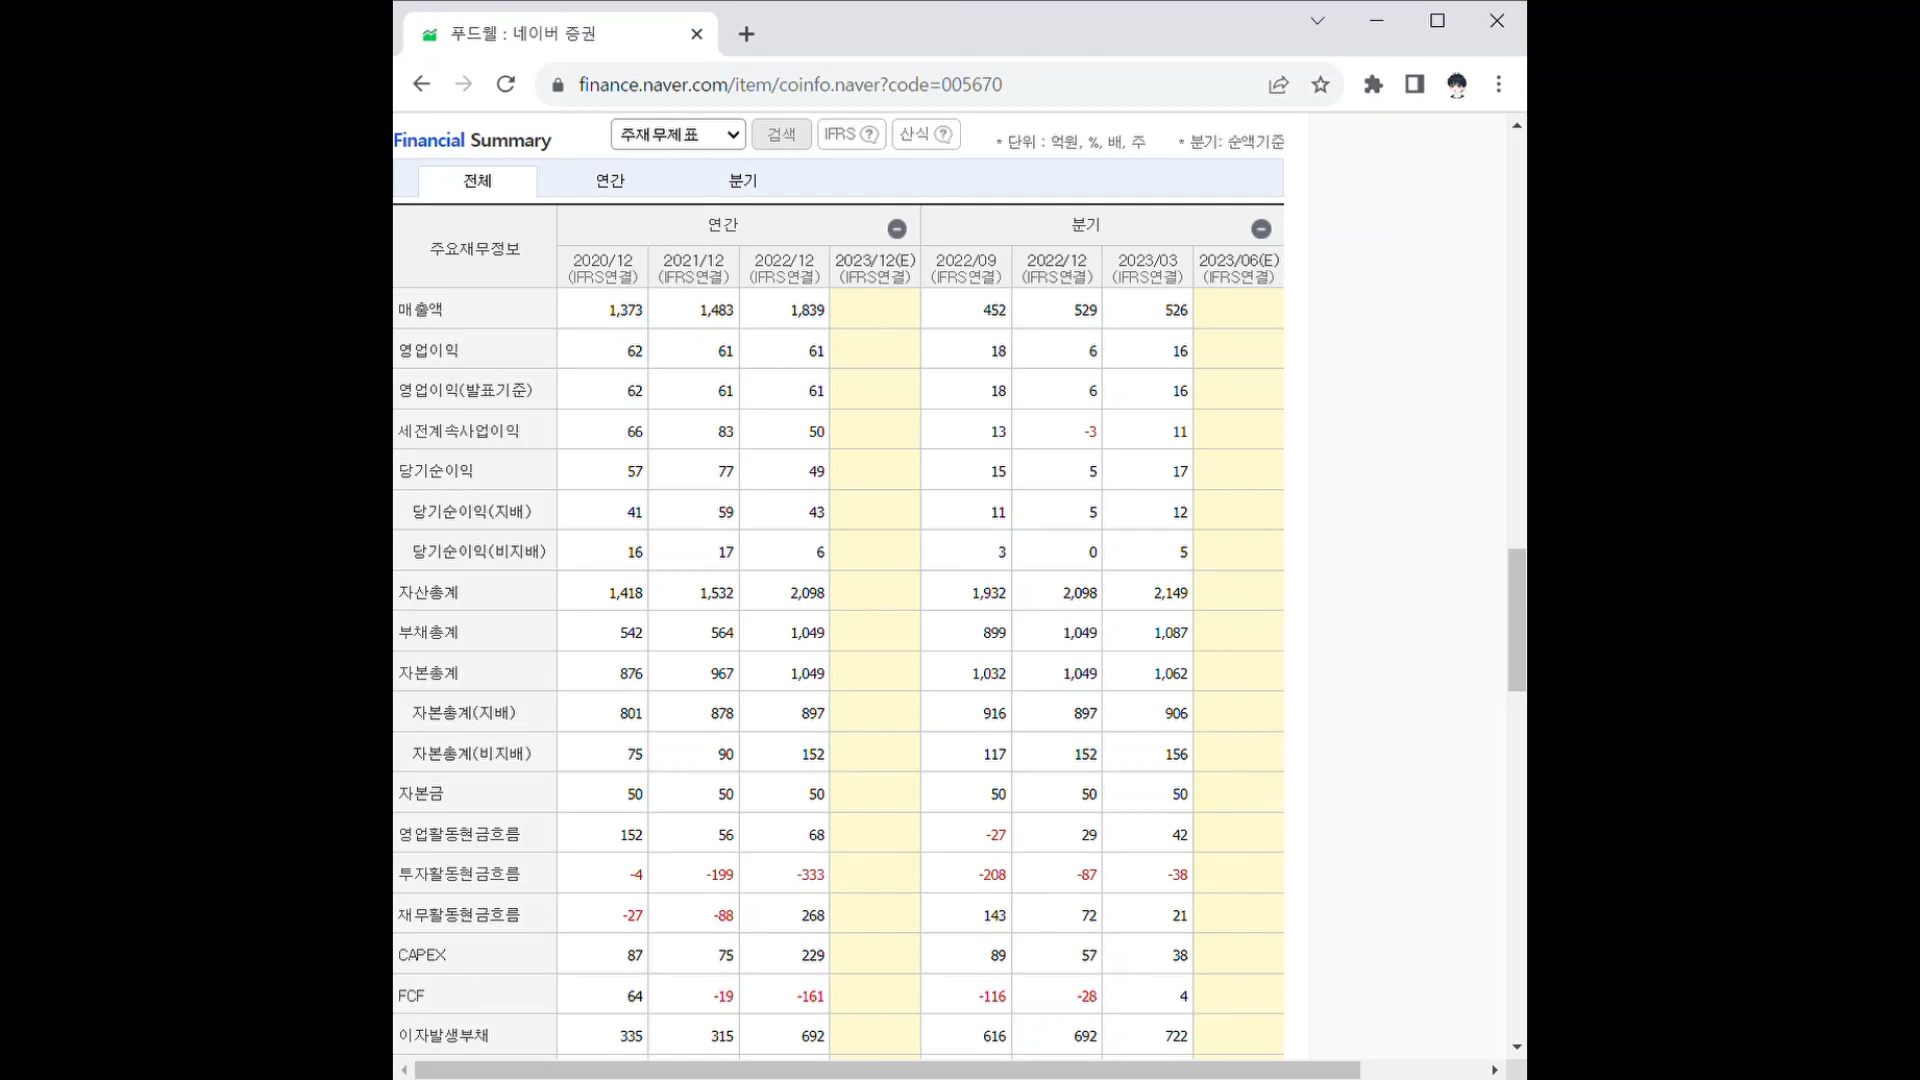 푸드웰 : 네이버 증권
finance.naver.com/item/coinfo.naver?code=005670
Financial Summary 주재무제표 검색 IFRS ? 산식 ? * 단위 : 억원, %, 배, 주 * 분기: 순액기준
전체 연간 분기
주요재무정보 연간 분기
2020/12 2021/12 2022/12 2023/12(E) 2022/09 2022/12 2023/03 2023/06(E)
(IFRS연결) (IFRS연결) (IFRS연결) (IFRS연결) (IFRS연결) (IFRS연결) (IFRS연결) (IFRS연결)
매출액 1,373 1,483 1,839 452 529 526
영업이익 62 61 61 18 6 16
영업이익(발표기준) 62 61 61 18 6 16
세전계속사업이익 66 83 50 13 -3 11
당기순이익 57 77 49 15 5 17
당기순이익(지배) 41 59 43 11 5 12
당기순이익(비지배) 16 17 6 3 0 5
자산총계 1,418 1,532 2,098 1,932 2,098 2,149
부채총계 542 564 1,049 899 1,049 1,087
자본총계 876 967 1,049 1,032 1,049 1,062
자본총계(지배) 801 878 897 916 897 906
자본총계(비지배) 75 90 152 117 152 156
자본금 50 50 50 50 50 50
영업활동현금흐름 152 56 68 -27 29 42
투자활동현금흐름 -4 -199 -333 -208 -87 -38
재무활동현금흐름 -27 -88 268 143 72 21
CAPEX 87 75 229 89 57 38
FCF 64 -19 -161 -116 -28 4
이자발생부채 335 315 692 616 692 722